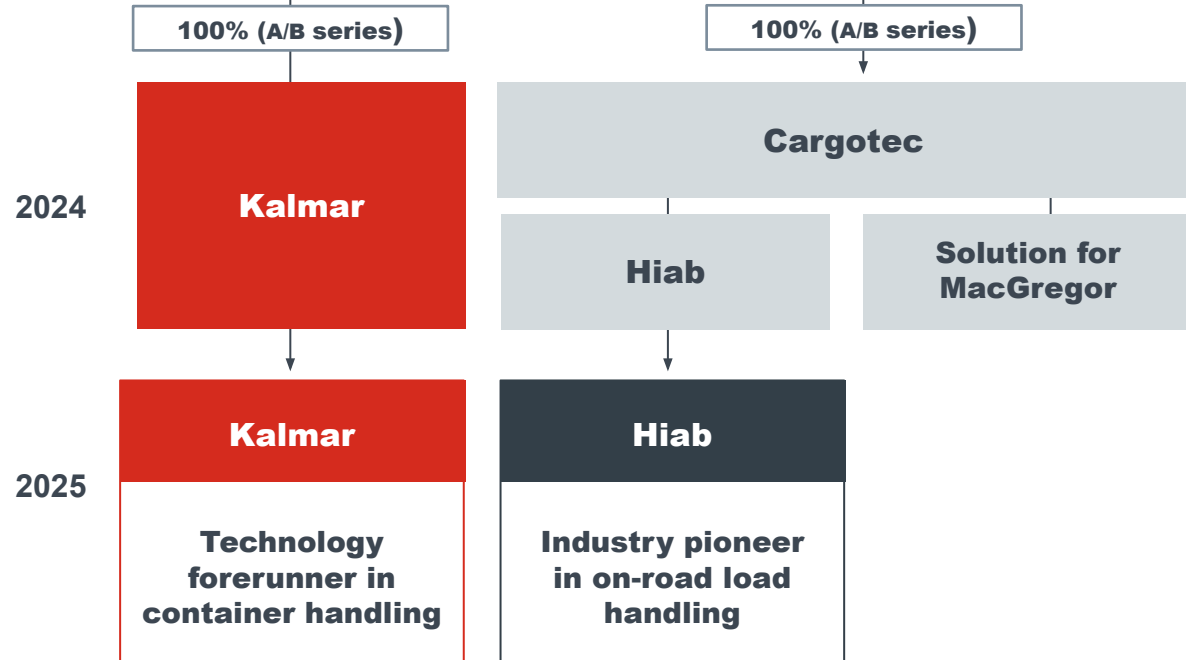 100% (A/B series)
100% (A/B series)
2024
Kalmar
Cargotec
Hiab
Solution for
MacGregor
2025
Kalmar
Technology
forerunner in
container handling
Hiab
Industry pioneer
in on-road load
handling